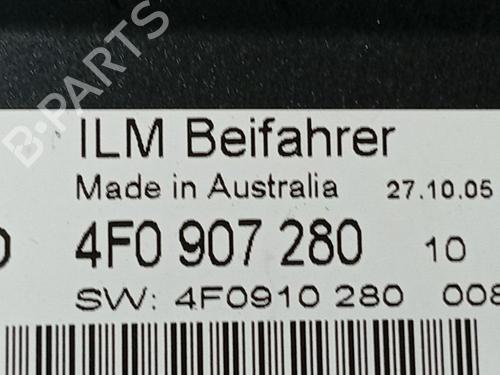 B-PARTS
ILM Beifahrer
Made in Australia 27.10.05
4F0 907 280 10
SW: 4F0910 280 008